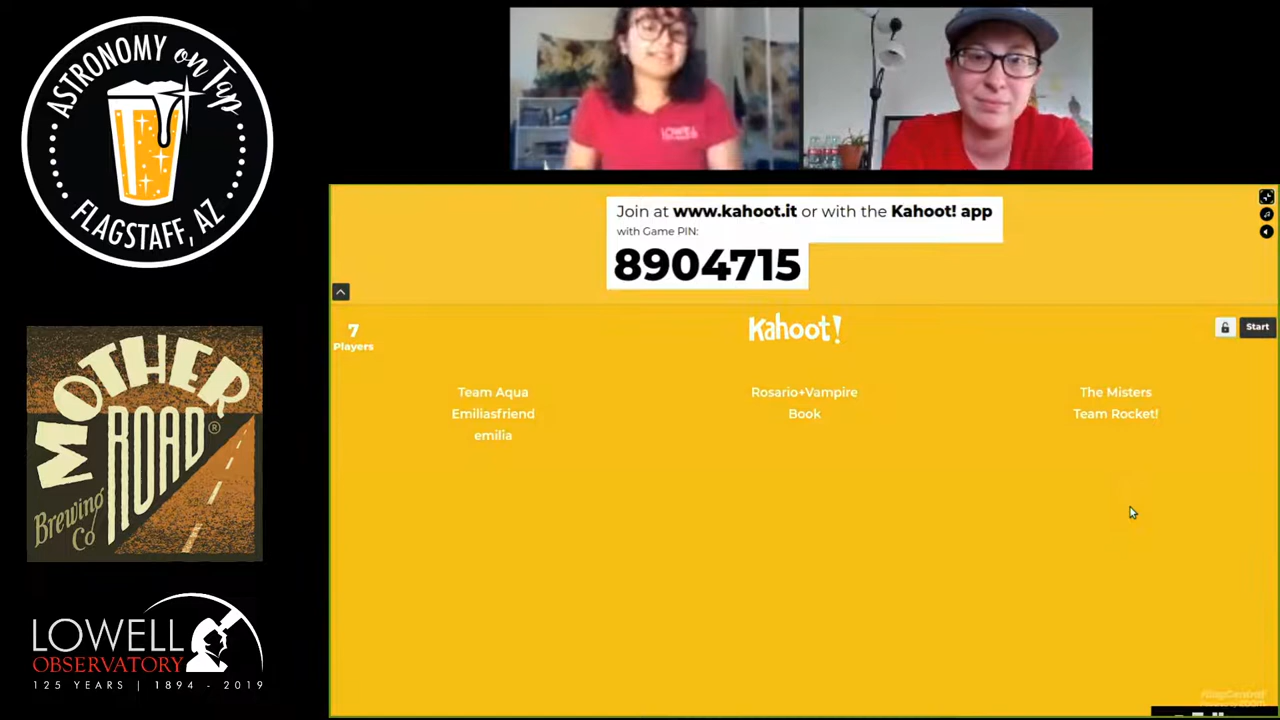 ASTRONOMY on Tap
FLAGSTAFF, AZ
MOTHER
ROAD®
Brewing
Co
LOWELL
OBSERVATORY
125 YEARS | 1894 - 2019
LOWELL
Join at www.kahoot.it or with the Kahoot! app
with Game PIN:
8904715
7
Players
Kahoot!
Start
Team Aqua
Rosario+Vampire
The Misters
Emiliasfriend
Book
Team Rocket!
emilia
RingCentral